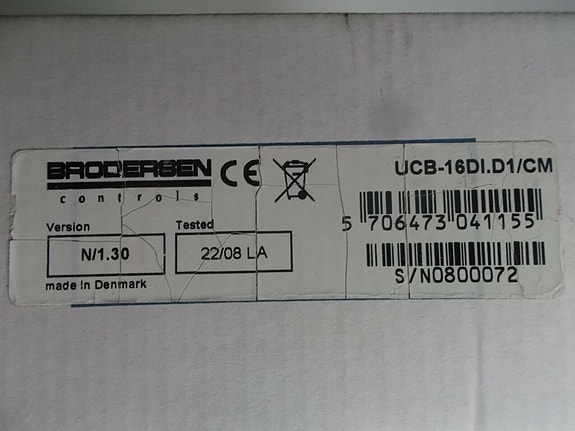 BRODERSEN
controls
CE
UCB-16DI.D1/CM
5 706473 041155
Version
Tested
N/1.30
22/08 LA
S/N0800072
made in Denmark